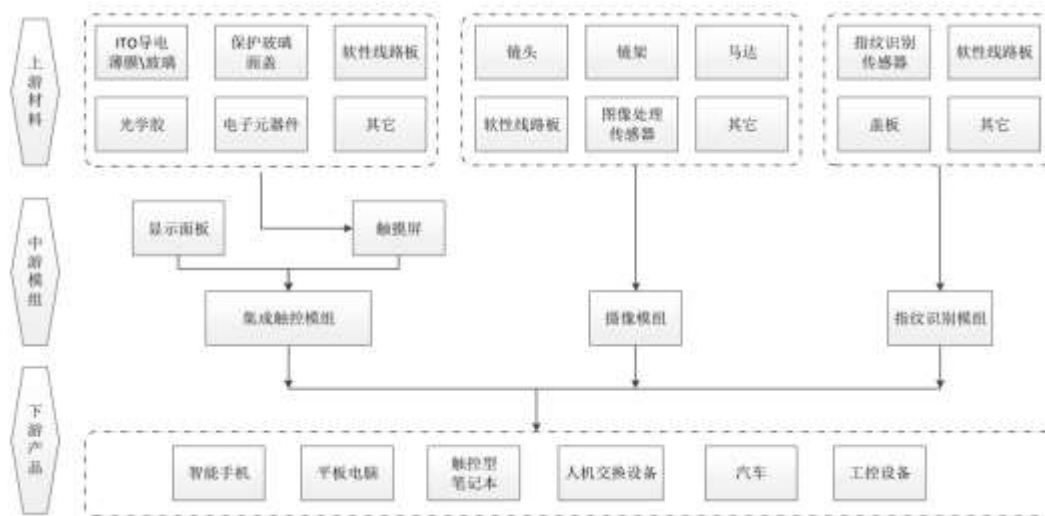 上游材料
ITO导电
薄膜\玻璃
保护玻璃
面盖
软性线路板
光学胶
电子元器件
其它
镜头
镜架
马达
软性线路板
图像处理
传感器
其它
指纹识别
传感器
软性线路板
盖板
其它
中游模组
显示面板
触摸屏
集成触控模组
摄像模组
指纹识别模组
下游产品
智能手机
平板电脑
触控型
笔记本
人机交换设备
汽车
工控设备